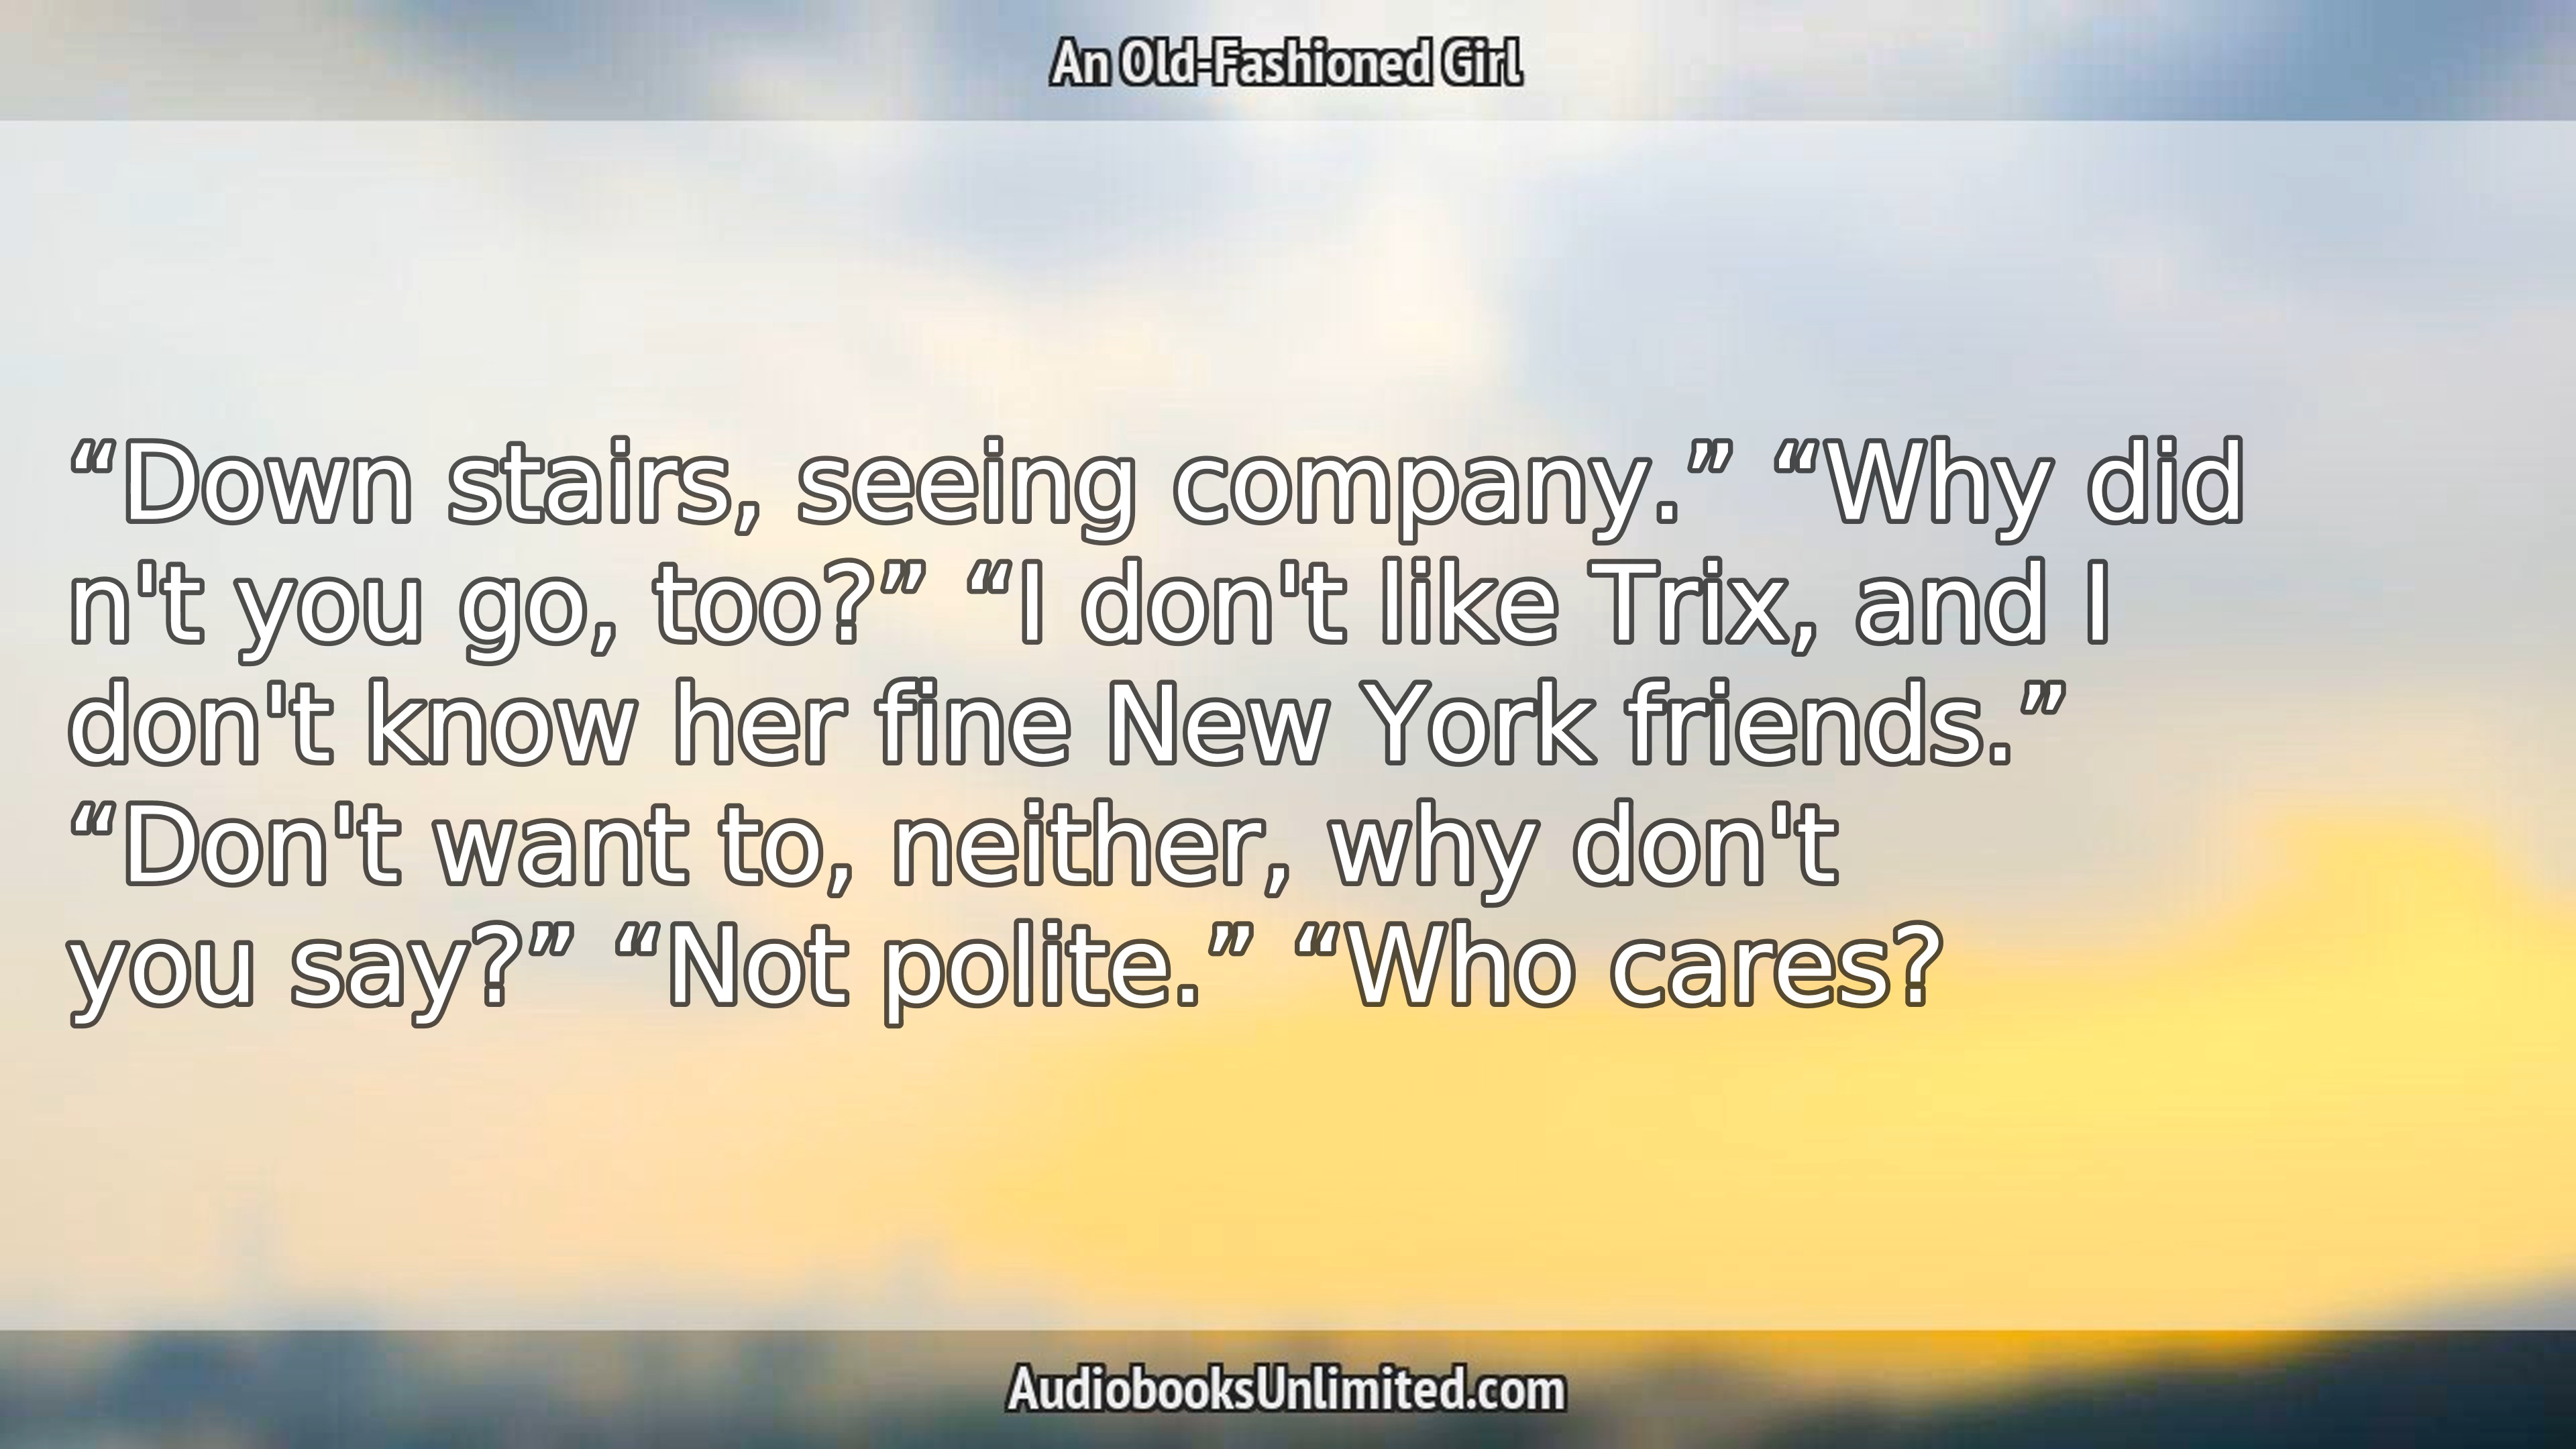 An Old-Fashioned Girl
“Down stairs, seeing company.” “Why did
n't you go, too?” “I don't like Trix, and I
don't know her fine New York friends.”
“Don't want to, neither, why don't
you say?” “Not polite.” “Who cares?
AudiobooksUnlimited.com